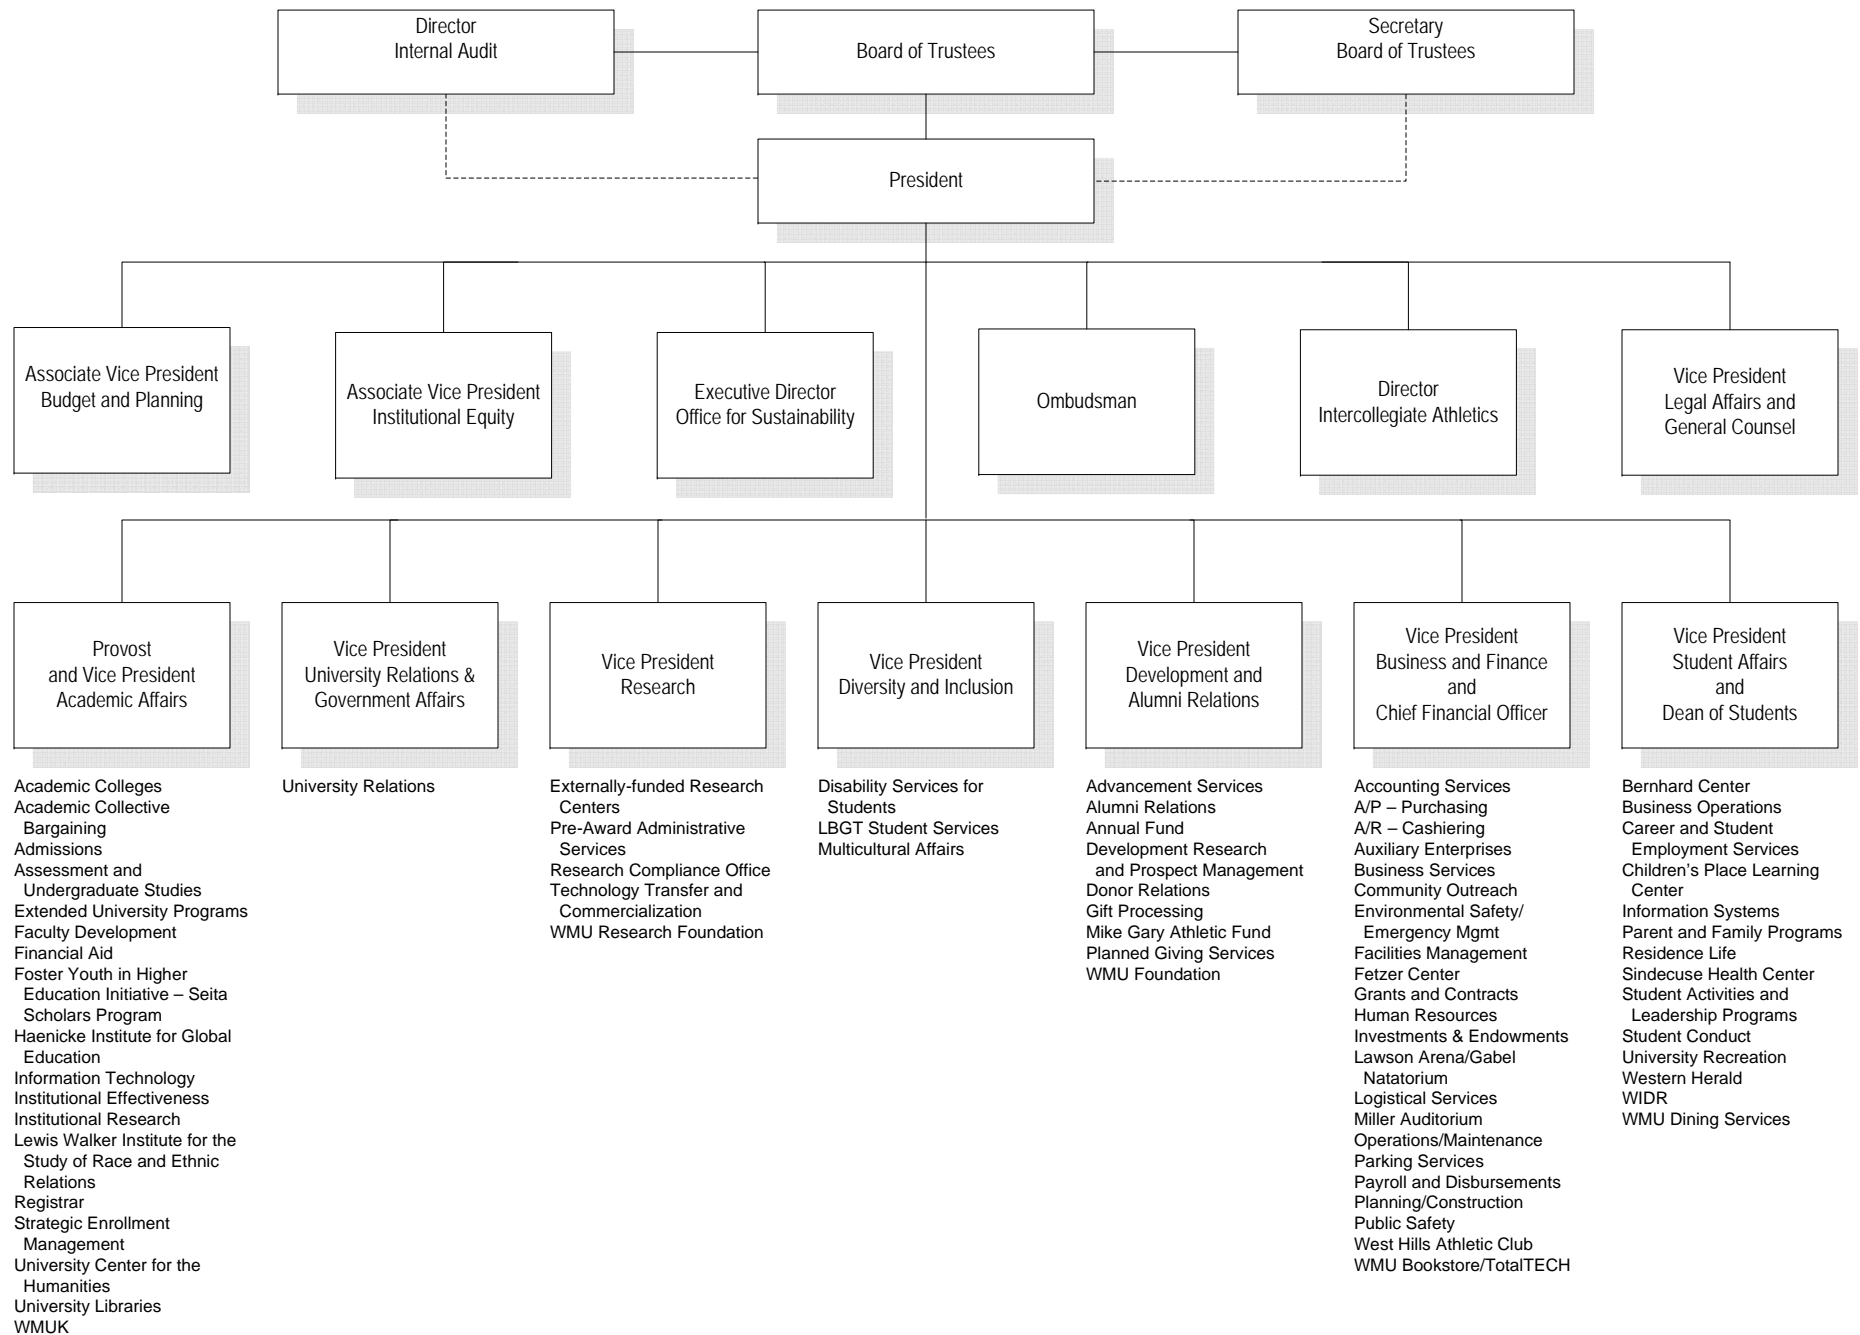 Director
Internal Audit
Board of Trustees
Secretary
Board of Trustees
President
Associate Vice President
Budget and Planning
Associate Vice President
Institutional Equity
Executive Director
Office for Sustainability
Ombudsman
Director
Intercollegiate Athletics
Vice President
Legal Affairs and
General Counsel
Provost
and Vice President
Academic Affairs
Vice President
University Relations &
Government Affairs
Vice President
Research
Vice President
Diversity and Inclusion
Vice President
Development and
Alumni Relations
Vice President
Business and Finance
and
Chief Financial Officer
Vice President
Student Affairs
and
Dean of Students
Academic Colleges
Academic Collective
Bargaining
Admissions
Assessment and
Undergraduate Studies
Extended University Programs
Faculty Development
Financial Aid
Foster Youth in Higher
Education Initiative – Seita
Scholars Program
Haenicke Institute for Global
Education
Information Technology
Institutional Effectiveness
Institutional Research
Lewis Walker Institute for the
Study of Race and Ethnic
Relations
Registrar
Strategic Enrollment
Management
University Center for the
Humanities
University Libraries
WMUK
University Relations
Externally-funded Research
Centers
Pre-Award Administrative
Services
Research Compliance Office
Technology Transfer and
Commercialization
WMU Research Foundation
Disability Services for
Students
LBGT Student Services
Multicultural Affairs
Advancement Services
Alumni Relations
Annual Fund
Development Research
and Prospect Management
Donor Relations
Gift Processing
Mike Gary Athletic Fund
Planned Giving Services
WMU Foundation
Accounting Services
A/P – Purchasing
A/R – Cashiering
Auxiliary Enterprises
Business Services
Community Outreach
Environmental Safety/
Emergency Mgmt
Facilities Management
Fetzer Center
Grants and Contracts
Human Resources
Investments & Endowments
Lawson Arena/Gabel
Natatorium
Logistical Services
Miller Auditorium
Operations/Maintenance
Parking Services
Payroll and Disbursements
Planning/Construction
Public Safety
West Hills Athletic Club
WMU Bookstore/TotalTECH
Bernhard Center
Business Operations
Career and Student
Employment Services
Children's Place Learning
Center
Information Systems
Parent and Family Programs
Residence Life
Sindecuse Health Center
Student Activities and
Leadership Programs
Student Conduct
University Recreation
Western Herald
WIDR
WMU Dining Services